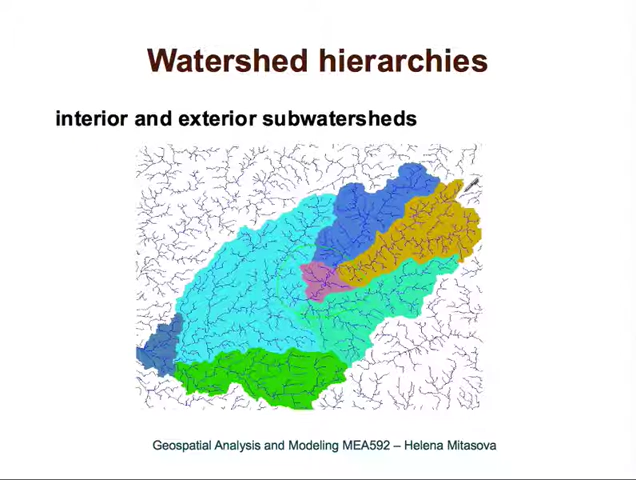 Watershed hierarchies
interior and exterior subwatersheds
Geospatial Analysis and Modeling MEA592 – Helena Mitasova